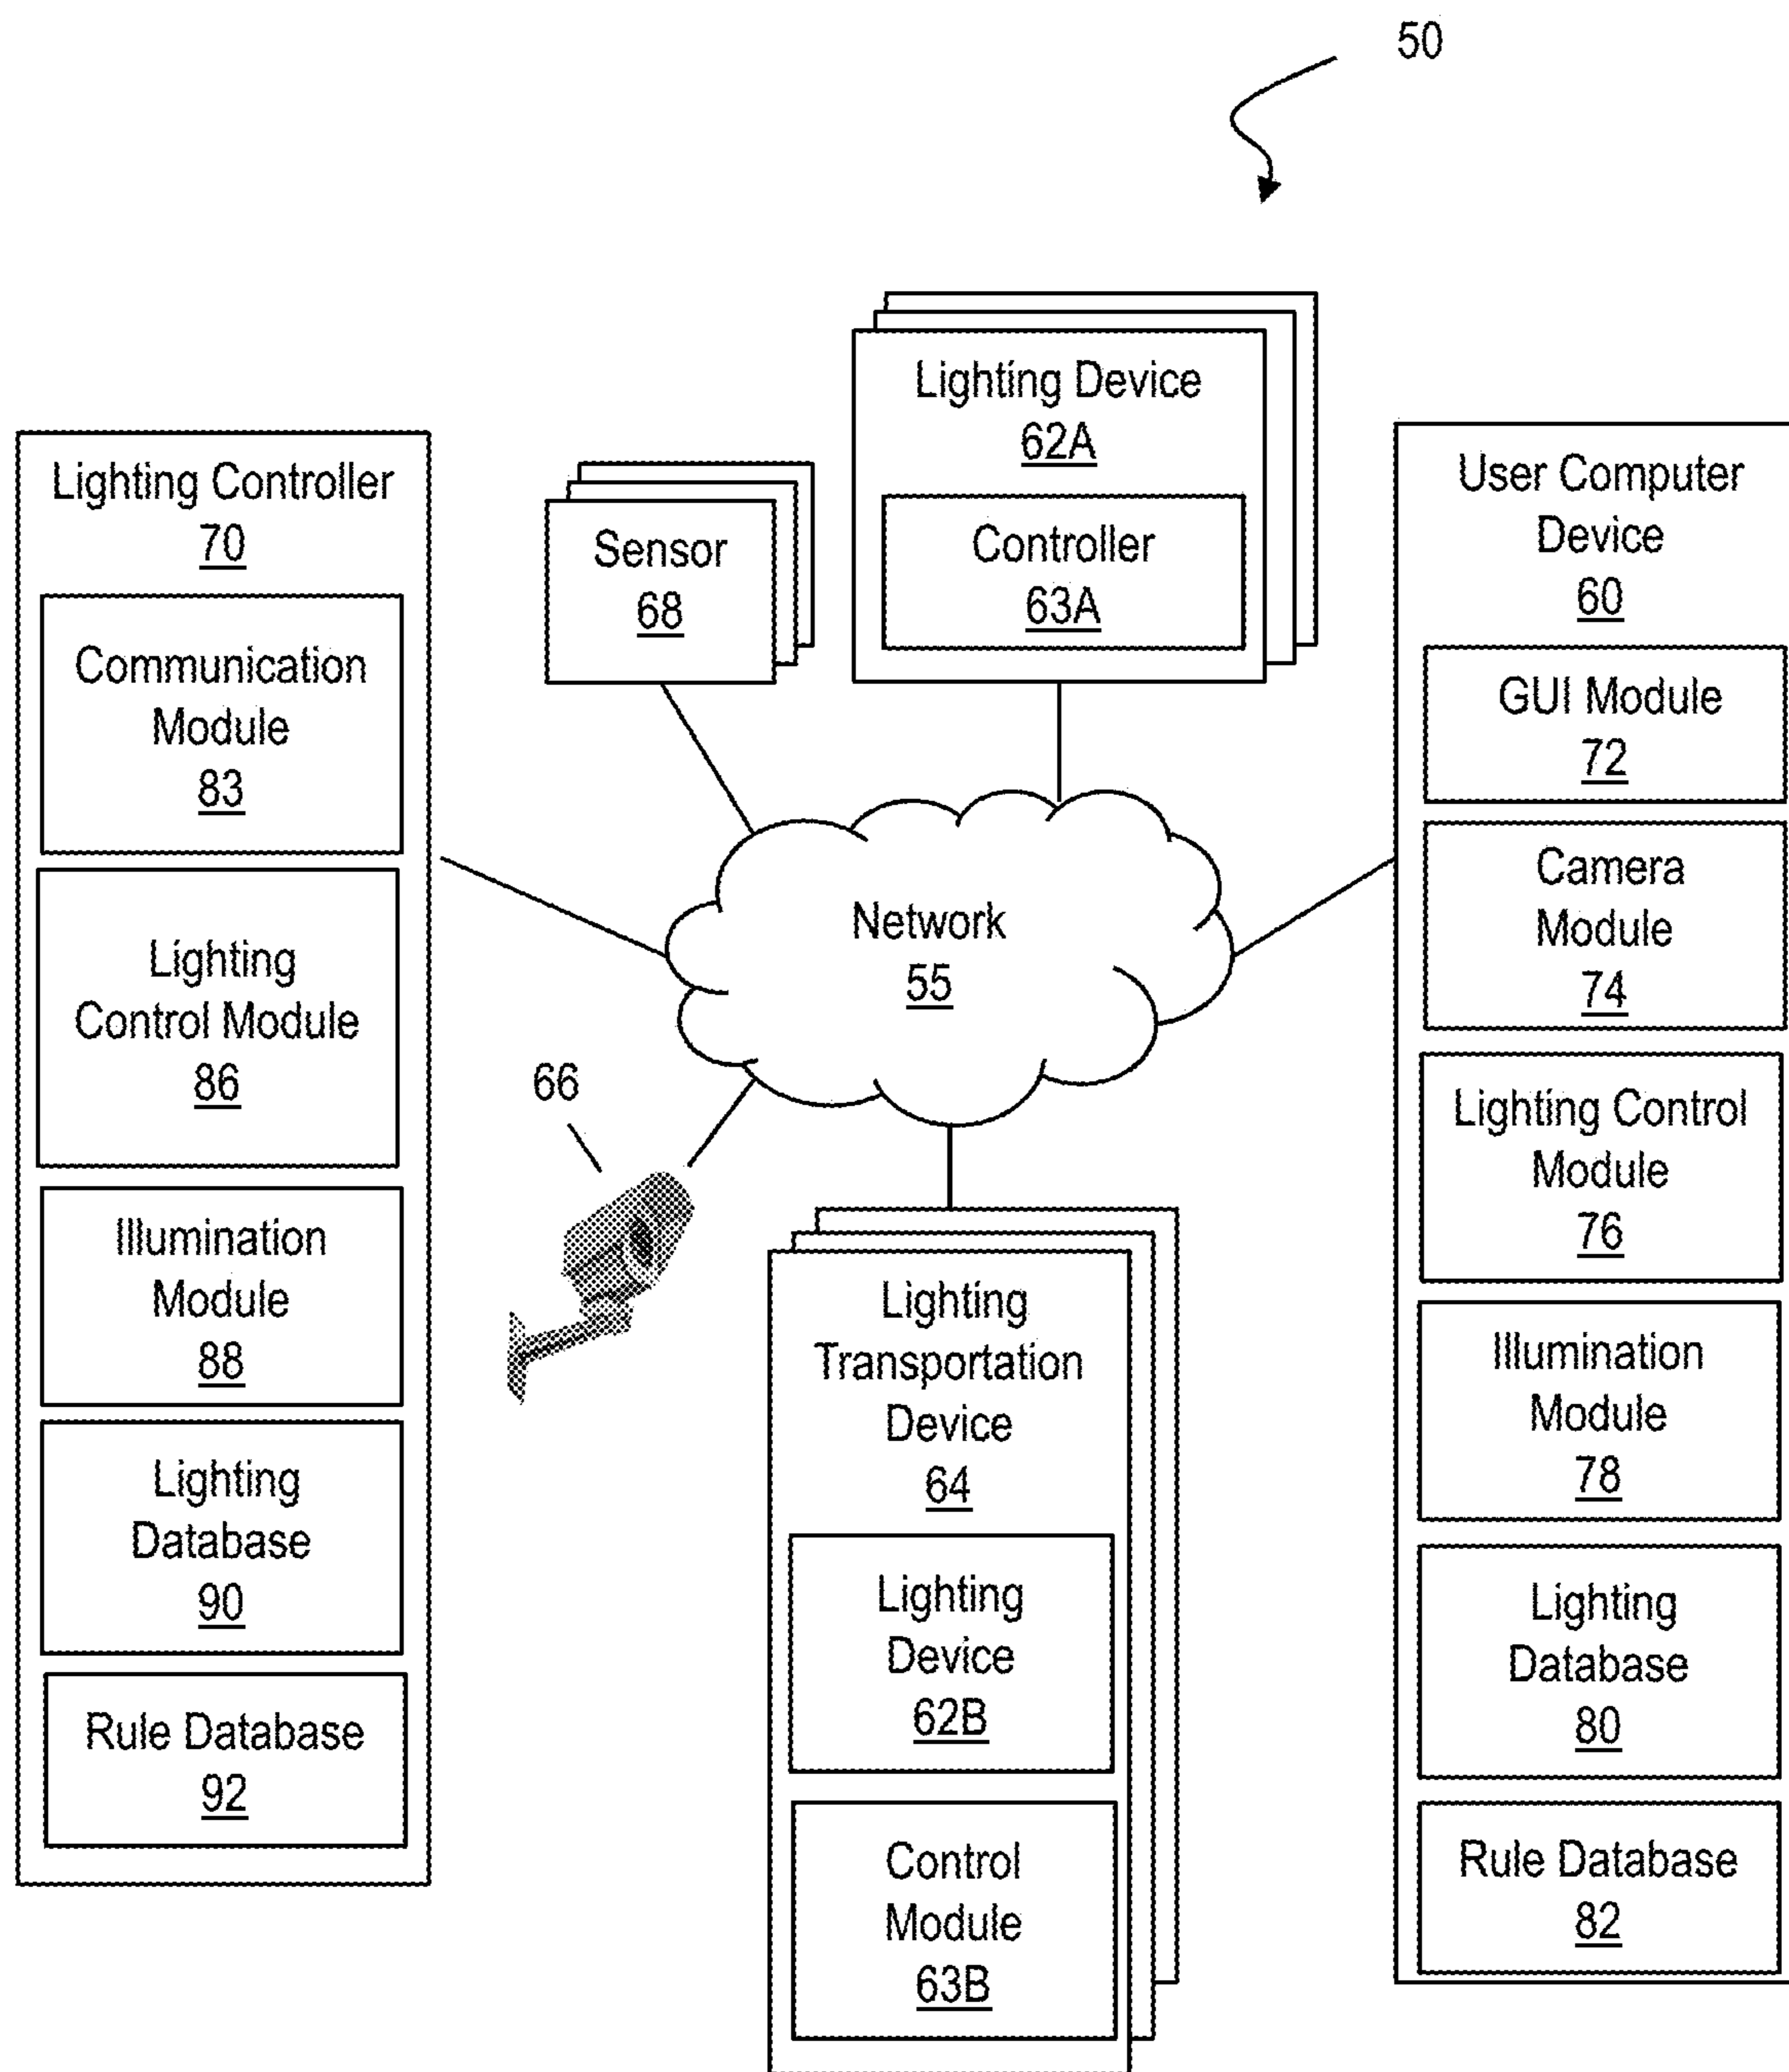 50
Lighting Controller
70
Communication
Module
83
Lighting
Control Module
86
Illumination
Module
88
Lighting
Database
90
Rule Database
92
Sensor
68
Lighting Device
62A
Controller
63A
Network
55
66
Lighting
Transportation
Device
64
Lighting
Device
62B
Control
Module
63B
User Computer
Device
60
GUI Module
72
Camera
Module
74
Lighting Control
Module
76
Illumination
Module
78
Lighting
Database
80
Rule Database
82